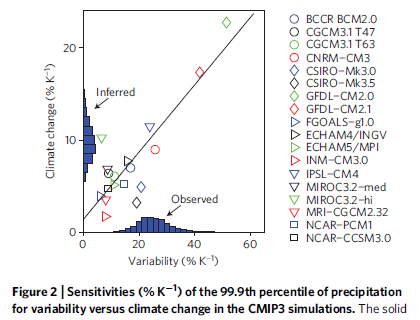 20
10
0
0
20
40
60
Climate change (% K−1)
Variability (% K−1)
Inferred
Observed
BCCR BCM2.0
CGCM3.1 T47
CGCM3.1 T63
CNRM−CM3
CSIRO−Mk3.0
CSIRO−Mk3.5
GFDL−CM2.0
GFDL−CM2.1
FGOALS−g1.0
ECHAM4/INGV
ECHAM5/MPI
INM−CM3.0
IPSL−CM4
MIROC3.2−med
MIROC3.2−hi
MRI−CGCM2.32
NCAR−PCM1
NCAR−CCSM3.0
Figure 2 | Sensitivities (% K−1) of the 99.9th percentile of precipitation
for variability versus climate change in the CMIP3 simulations. The solid